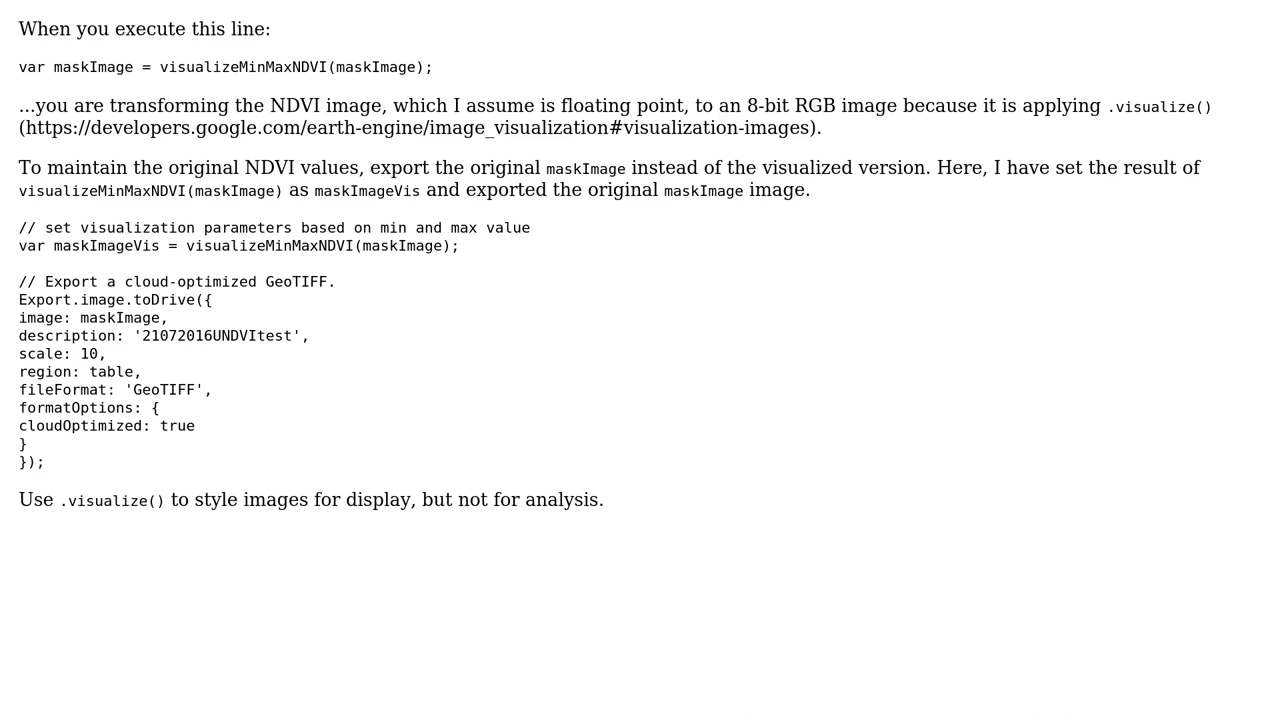 When you execute this line:
var maskImage = visualizeMinMaxNDVI(maskImage);
...you are transforming the NDVI image, which I assume is floating point, to an 8-bit RGB image because it is applying .visualize()
(https://developers.google.com/earth-engine/image_visualization#visualization-images).
To maintain the original NDVI values, export the original maskImage instead of the visualized version. Here, I have set the result of
visualizeMinMaxNDVI(maskImage) as maskImageVis and exported the original maskImage image.
// set visualization parameters based on min and max value
var maskImageVis = visualizeMinMaxNDVI(maskImage);
// Export a cloud-optimized GeoTIFF.
Export.image.toDrive({
image: maskImage,
description: '21072016UNDVItest',
scale: 10,
region: table,
fileFormat: 'GeoTIFF',
formatOptions: {
cloudOptimized: true
}
});
Use .visualize() to style images for display, but not for analysis.